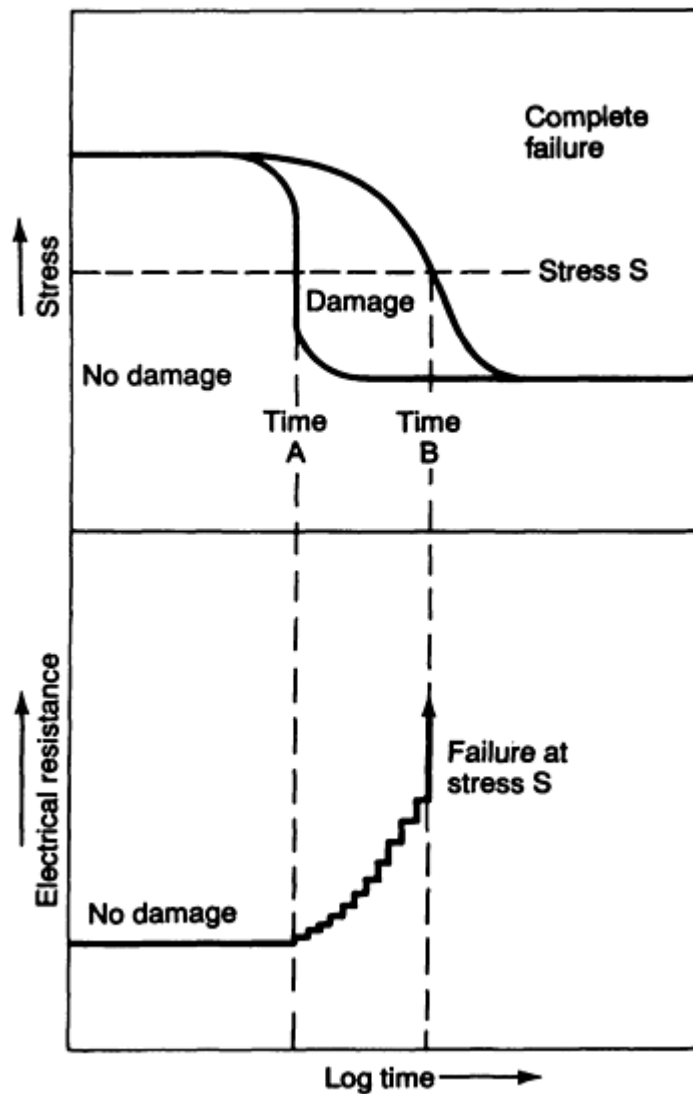 Complete
failure
Stress
Stress S
Damage
No damage
Time
A
Time
B
Electrical resistance
Failure at
stress S
No damage
Log time